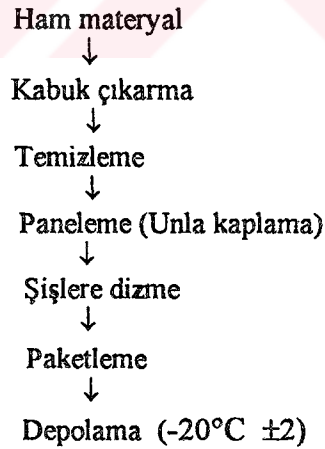 Ham materyal
↓
Kabuk çıkarma
↓
Temizleme
↓
Paneleme (Unla kaplama)
↓
Şişlere dizme
↓
Paketleme
↓
Depolama (-20°C ±2)